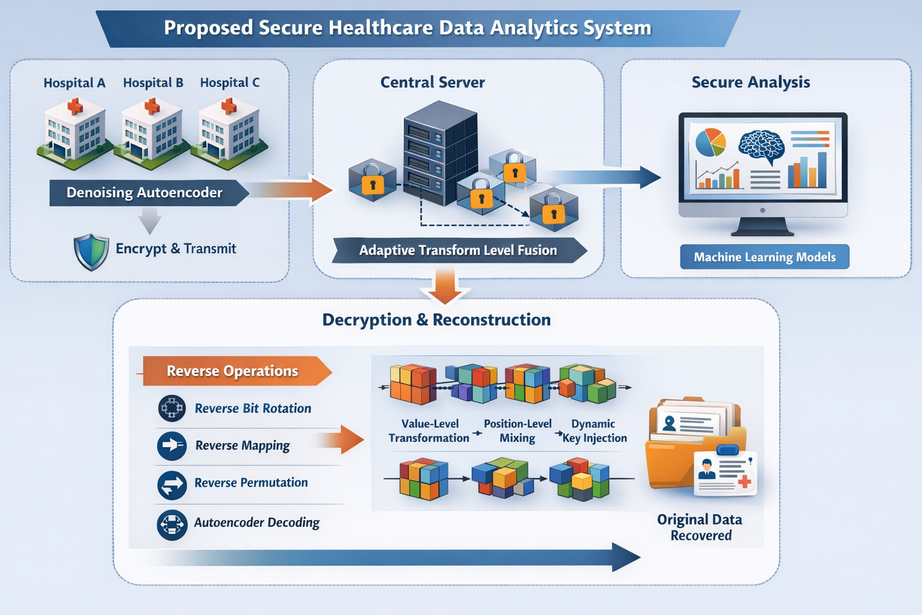 Proposed Secure Healthcare Data Analytics System
Hospital A
Hospital B
Hospital C
Denoising Autoencoder
Encrypt & Transmit
Central Server
Adaptive Transform Level Fusion
Secure Analysis
Machine Learning Models
Decryption & Reconstruction
Reverse Operations
Reverse Bit Rotation
Reverse Mapping
Reverse Permutation
Autoencoder Decoding
Value-Level
Transformation
Position-Level
Mixing
Dynamic
Key Injection
Original Data
Recovered